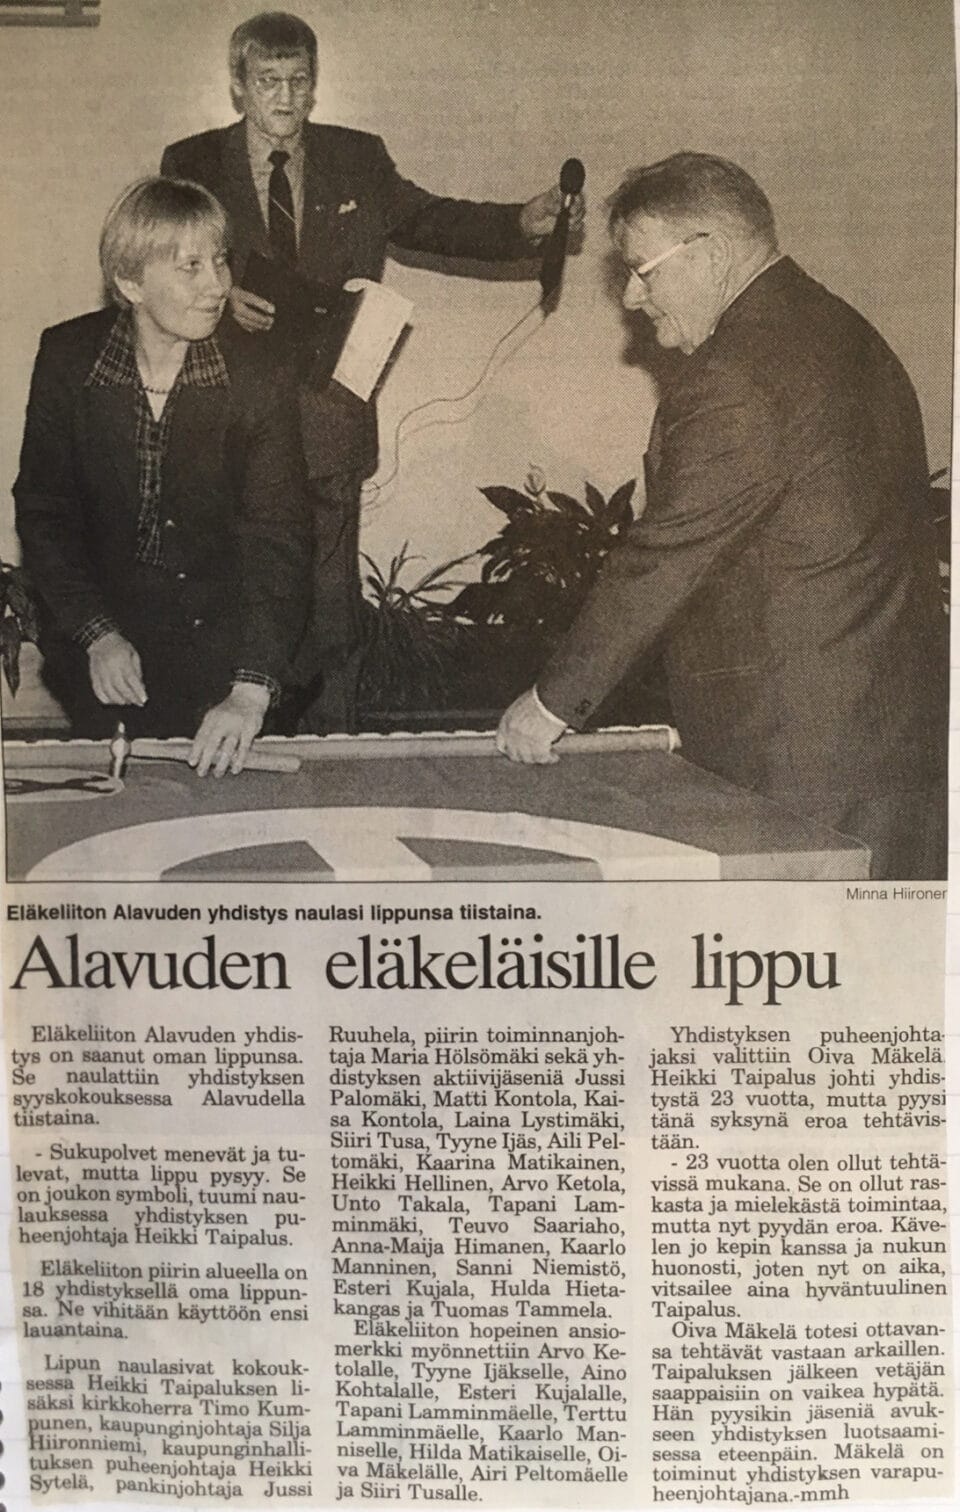 Minna Hiironer
Eläkeliiton Alavuden yhdistys naulasi lippunsa tiistaina.
Alavuden eläkeläisille lippu
Eläkeliiton Alavuden yhdis-
tys on saanut oman lippunsa.
Se naulattiin yhdistyksen
syyskokouksessa Alavudella
tiistaina.
- Sukupolvet menevät ja tu-
levat, mutta lippu pysyy. Se
on joukon symboli, tuumi nau-
lauksessa yhdistyksen pu-
heenjohtaja Heikki Taipalus.
Eläkeliiton piirin alueella on
18 yhdistyksellä oma lippun-
sa. Ne vihitään käyttöön ensi
lauantaina.
Lipun naulasivat kokouk-
sessa Heikki Taipaluksen li-
säksi kirkkoherra Timo Kum-
punen, kaupunginjohtaja Silja
Hiironniemi, kaupunginhalli-
tuksen puheenjohtaja Heikki
Sytelä, pankinjohtaja Jussi
Ruuhela, piirin toiminnanjoh-
taja Maria Hölsömäki sekä yh-
distyksen aktiivijäseniä Jussi
Palomäki, Matti Kontola, Kai-
sa Kontola, Laina Lystimäki,
Siiri Tusa, Tyyne Ijäs, Aili Pel-
tomäki, Kaarina Matikainen,
Heikki Hellinen, Arvo Ketola,
Unto Takala, Tapani Lam-
minmäki, Teuvo Saariaho,
Anna-Maija Himanen, Kaarlo
Manninen, Sanni Niemistö,
Esteri Kujala, Hulda Hieta-
kangas ja Tuomas Tammela.
Eläkeliiton hopeinen ansio-
merkki myönnettiin Arvo Ke-
tolalle, Tyyne Ijäkselle, Aino
Kohtalalle, Esteri Kujalalle,
Tapani Lamminmäelle, Terttu
Lamminmäelle, Kaarlo Man-
niselle, Hilda Matikaiselle, Oi-
va Mäkelälle, Airi Peltomäelle
ja Siiri Tusalle.
Yhdistyksen puheenjohta-
jaksi valittiin Oiva Mäkelä.
Heikki Taipalus johti yhdis-
tystä 23 vuotta, mutta pyysi
tänä syksynä eroa tehtävis-
tään.
- 23 vuotta olen ollut tehtä-
vissä mukana. Se on ollut ras-
kasta ja mielekästä toimintaa,
mutta nyt pyydän eroa. Käve-
len jo kepin kanssa ja nukun
huonosti, joten nyt on aika,
vitsailee aina hyväntuulinen
Taipalus.
Oiva Mäkelä totesi ottavan-
sa tehtävät vastaan arkaillen.
Taipaluksen jälkeen vetäjän
saappaisiin on vaikea hypätä.
Hän pyysikin jäseniä avuk-
seen yhdistyksen luotsaami-
sessa eteenpäin. Mäkelä on
toiminut yhdistyksen varapu-
heenjohtajana.-mmh